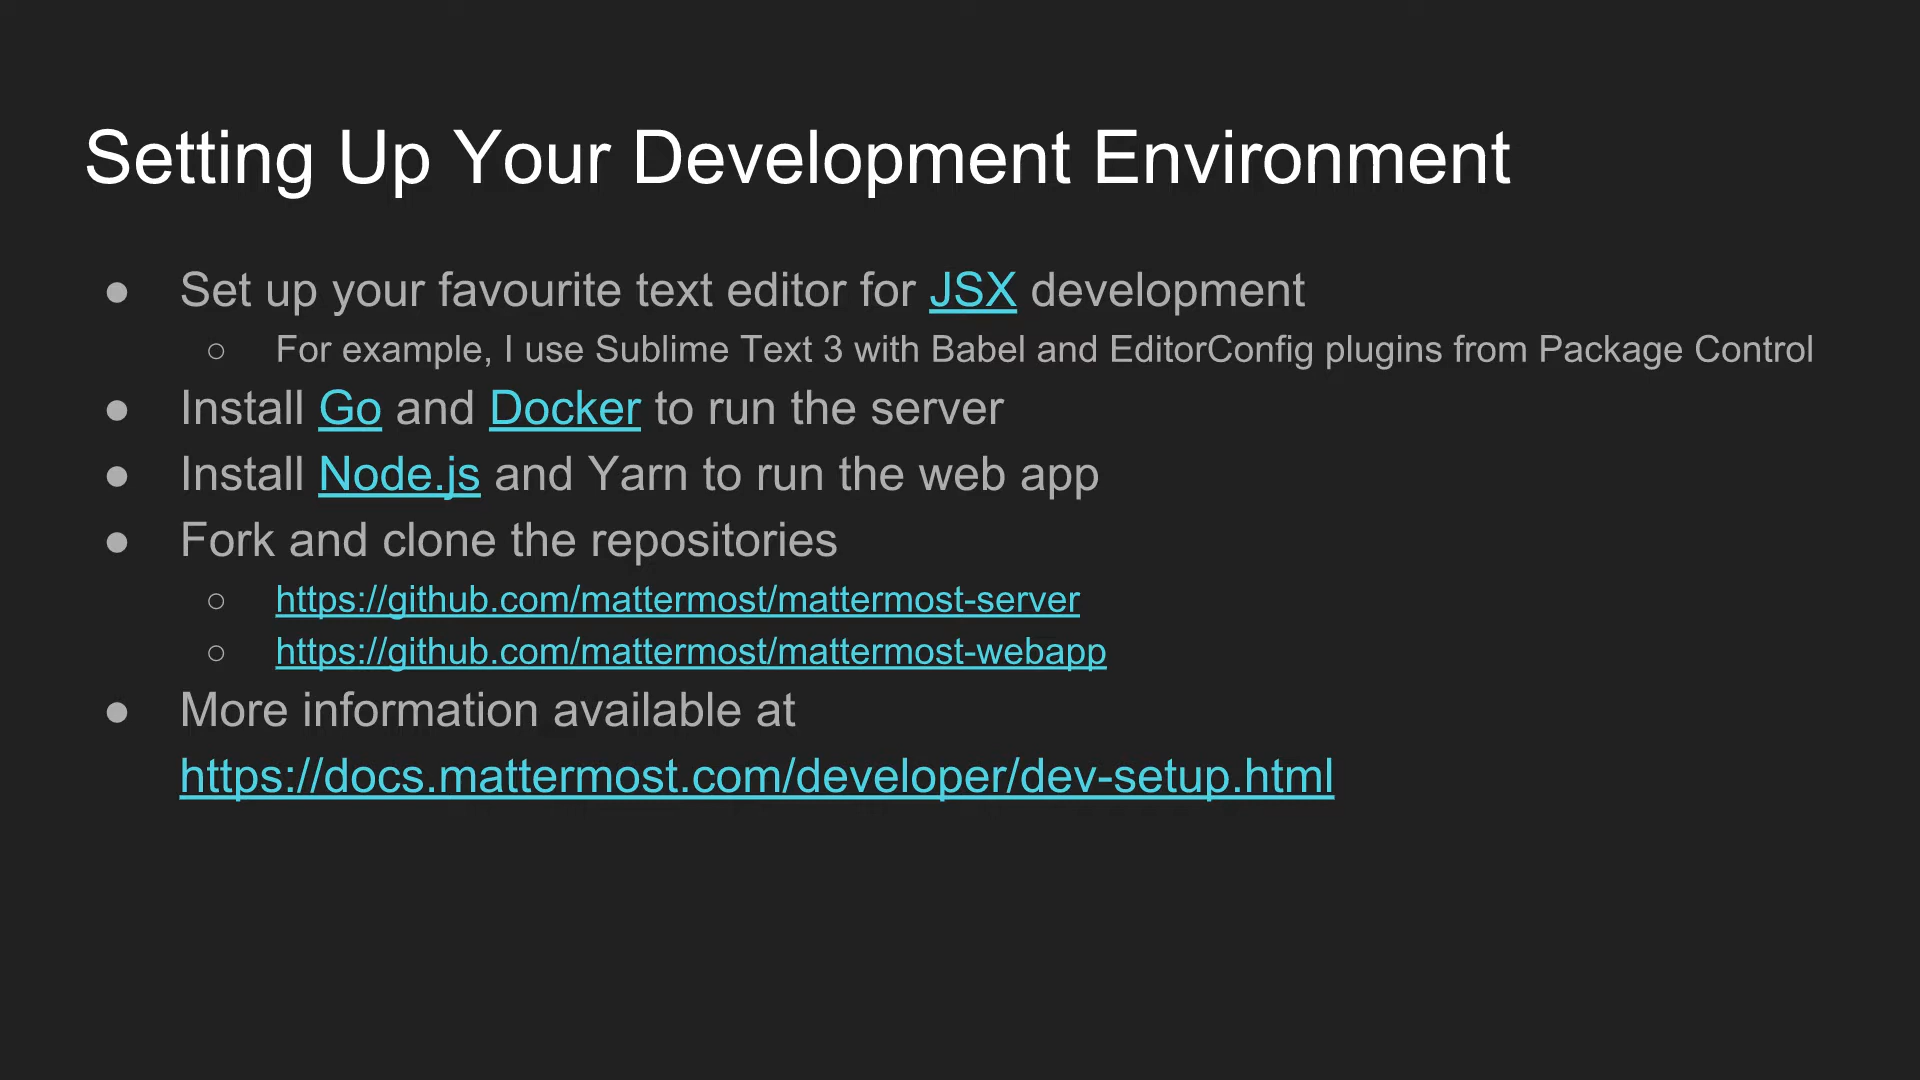 Setting Up Your Development Environment
● Set up your favourite text editor for JSX development
○ For example, I use Sublime Text 3 with Babel and EditorConfig plugins from Package Control
● Install Go and Docker to run the server
● Install Node.js and Yarn to run the web app
● Fork and clone the repositories
○ https://github.com/mattermost/mattermost-server
○ https://github.com/mattermost/mattermost-webapp
● More information available at
https://docs.mattermost.com/developer/dev-setup.html